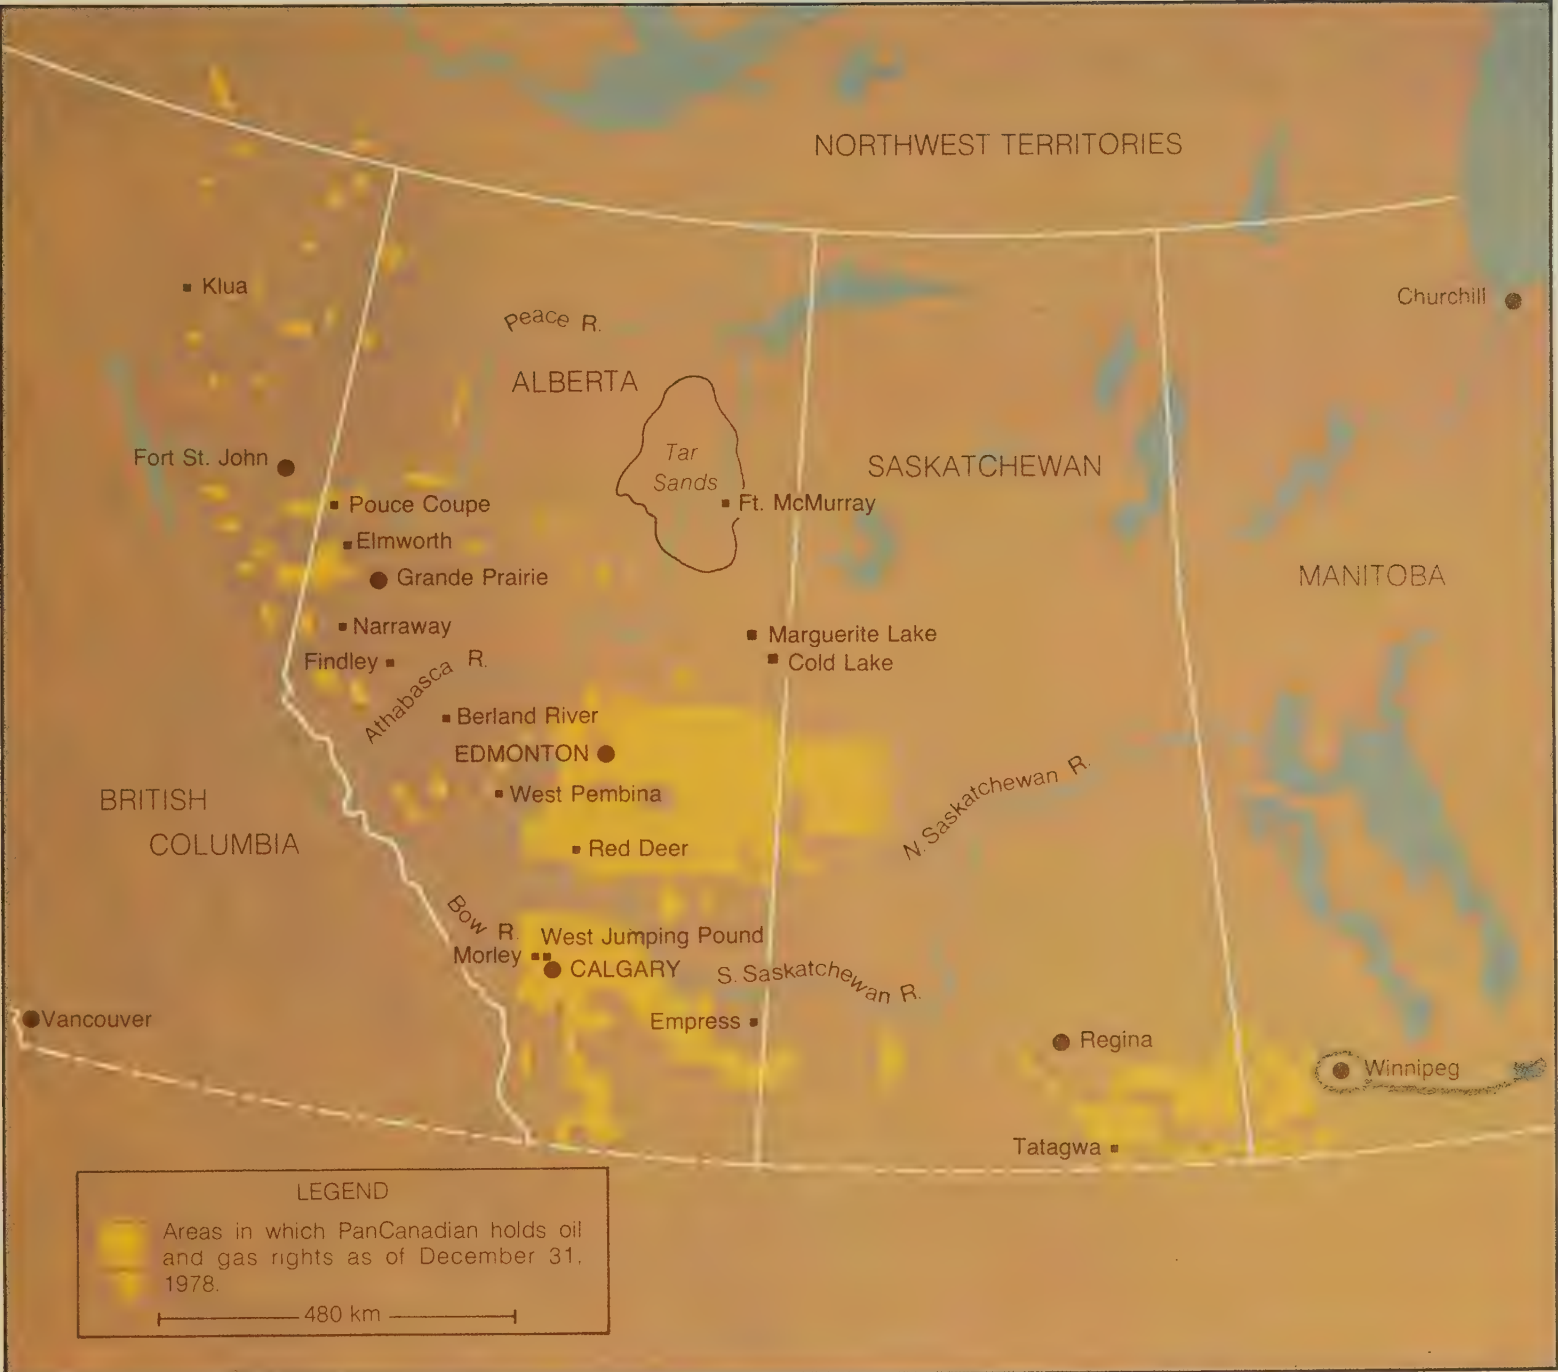 NORTHWEST TERRITORIES
Klua
Churchill
Peace R.
ALBERTA
Tar
Sands
Fort St. John
SASKATCHEWAN
Pouce Coupe
Ft. McMurray
Elmworth
Grande Prairie
MANITOBA
Narraway
Marguerite Lake
Findley
Cold Lake
Athabasca R.
Berland River
EDMONTON
West Pembina
N. Saskatchewan R.
BRITISH
COLUMBIA
Red Deer
Bow R.
West Jumping Pound
Morley
CALGARY
S. Saskatchewan R.
Vancouver
Empress
Regina
Winnipeg
Tatagwa
LEGEND
Areas in which PanCanadian holds oil
and gas rights as of December 31,
1978.
480 km